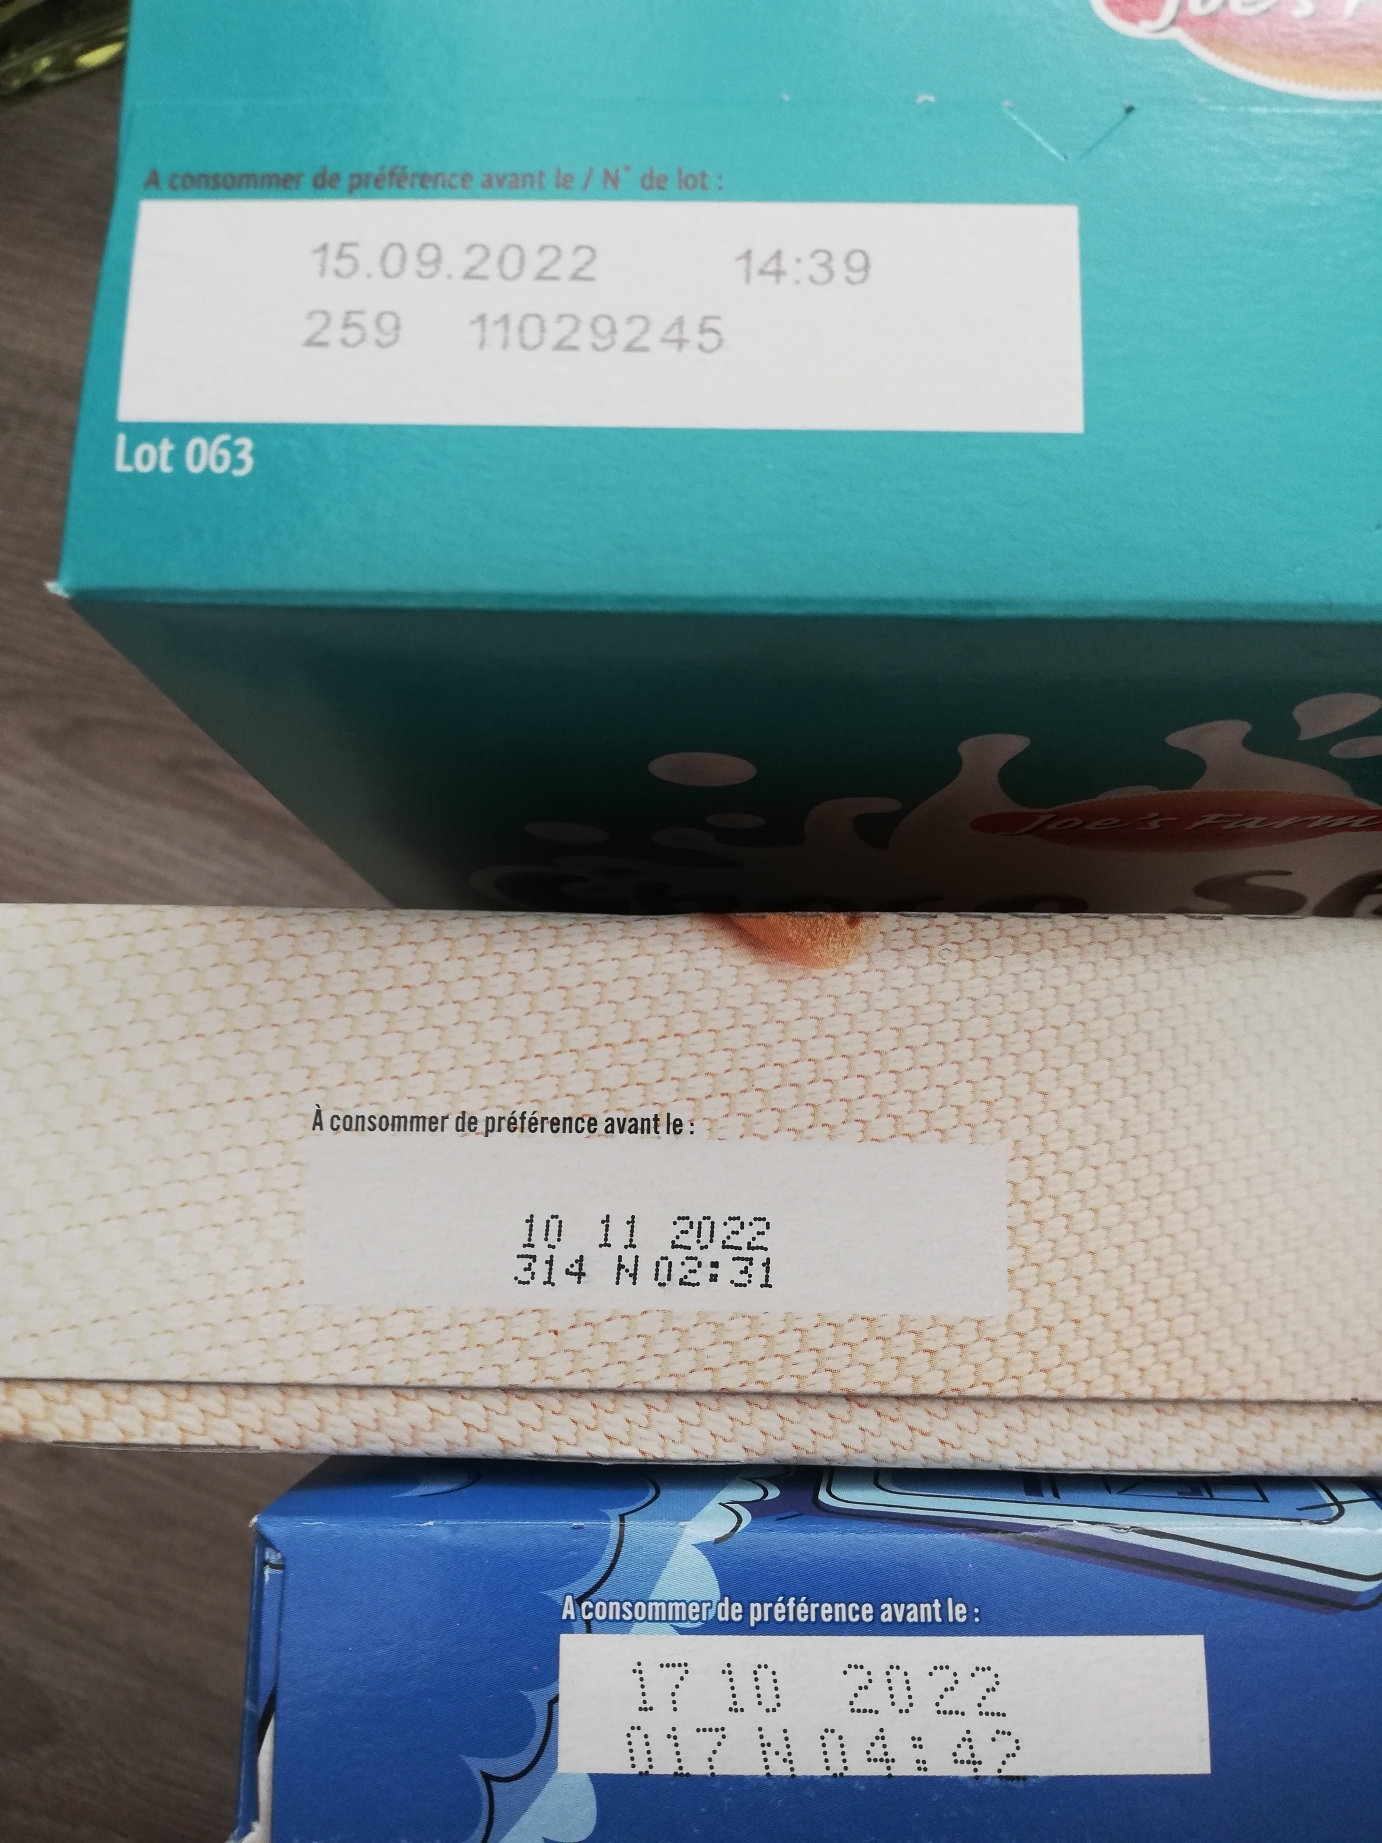 Joe's F
A consommer de préférence avant le / N° de lot :
15.09.2022 14:39
259 11029245
Lot 063
Joe's Farm
À consommer de préférence avant le :
10 11 2022
314 N 02:31
A consommer de préférence avant le :
17 10 2022
017 N 04:42